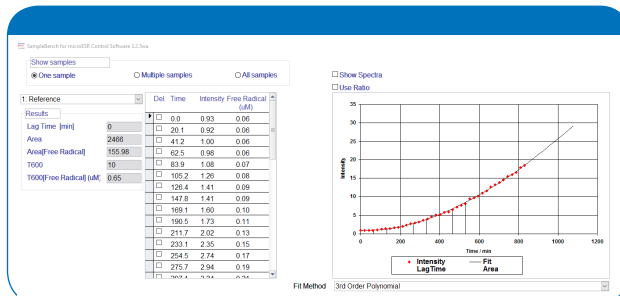 SampleBench for microESR Control Software 1.2.5aa
Show samples
One sample
Multiple samples
All samples
1: Reference
Results
Lag Time [min] 0
Area 2466
Area[Free Radical] 155.98
T600 10
T600[Free Radical] (uM) 0.65
Del. Time Intensity Free Radical
(uM)
0.0 0.93 0.06
20.1 0.92 0.06
41.2 1.00 0.06
62.5 0.98 0.06
83.9 1.08 0.07
105.2 1.26 0.08
126.4 1.41 0.09
147.8 1.41 0.09
169.1 1.60 0.10
190.5 1.73 0.11
211.7 2.02 0.13
233.1 2.35 0.15
254.5 2.74 0.17
275.7 2.94 0.19
Show Spectra
Use Ratio
35
30
25
20
15
10
5
0
Intensity
0 200 400 600 800 1000 1200
Time / min
Intensity Fit
LagTime Area
Fit Method 3rd Order Polynomial